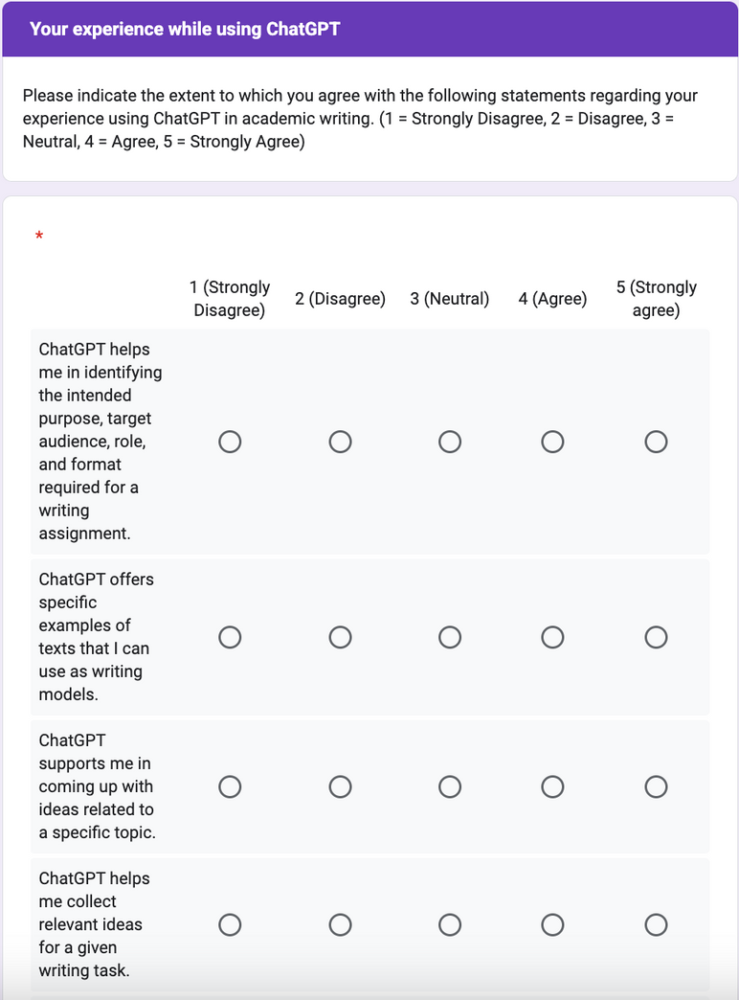 Your experience while using ChatGPT
Please indicate the extent to which you agree with the following statements regarding your
experience using ChatGPT in academic writing. (1 = Strongly Disagree, 2 = Disagree, 3 =
Neutral, 4 = Agree, 5 = Strongly Agree)
*
1 (Strongly
Disagree)
2 (Disagree)
3 (Neutral)
4 (Agree)
5 (Strongly
agree)
ChatGPT helps
me in identifying
the intended
purpose, target
audience, role,
and format
required for a
writing
assignment.
ChatGPT offers
specific
examples of
texts that I can
use as writing
models.
ChatGPT
supports me in
coming up with
ideas related to
a specific topic.
ChatGPT helps
me collect
relevant ideas
for a given
writing task.